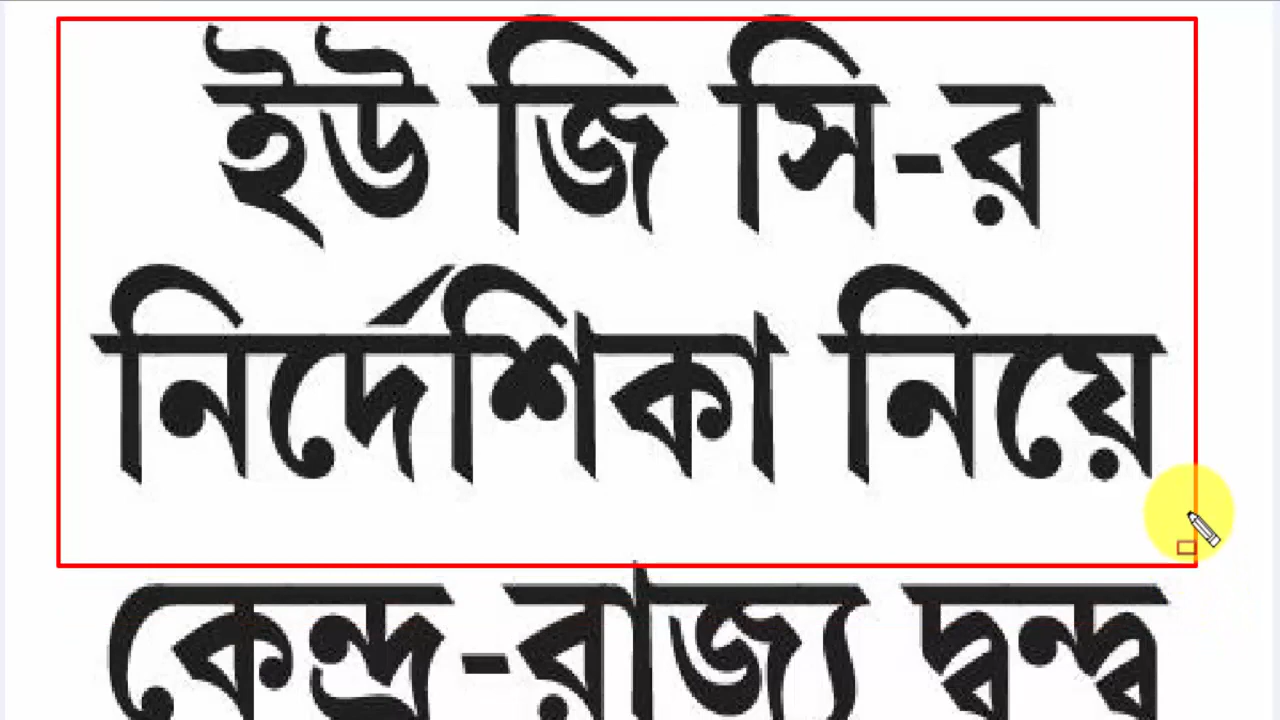 ইউ জি সি-র
নির্দেশিকা নিয়ে
কেন্দ্র-রাজ্য দ্বন্দ্ব